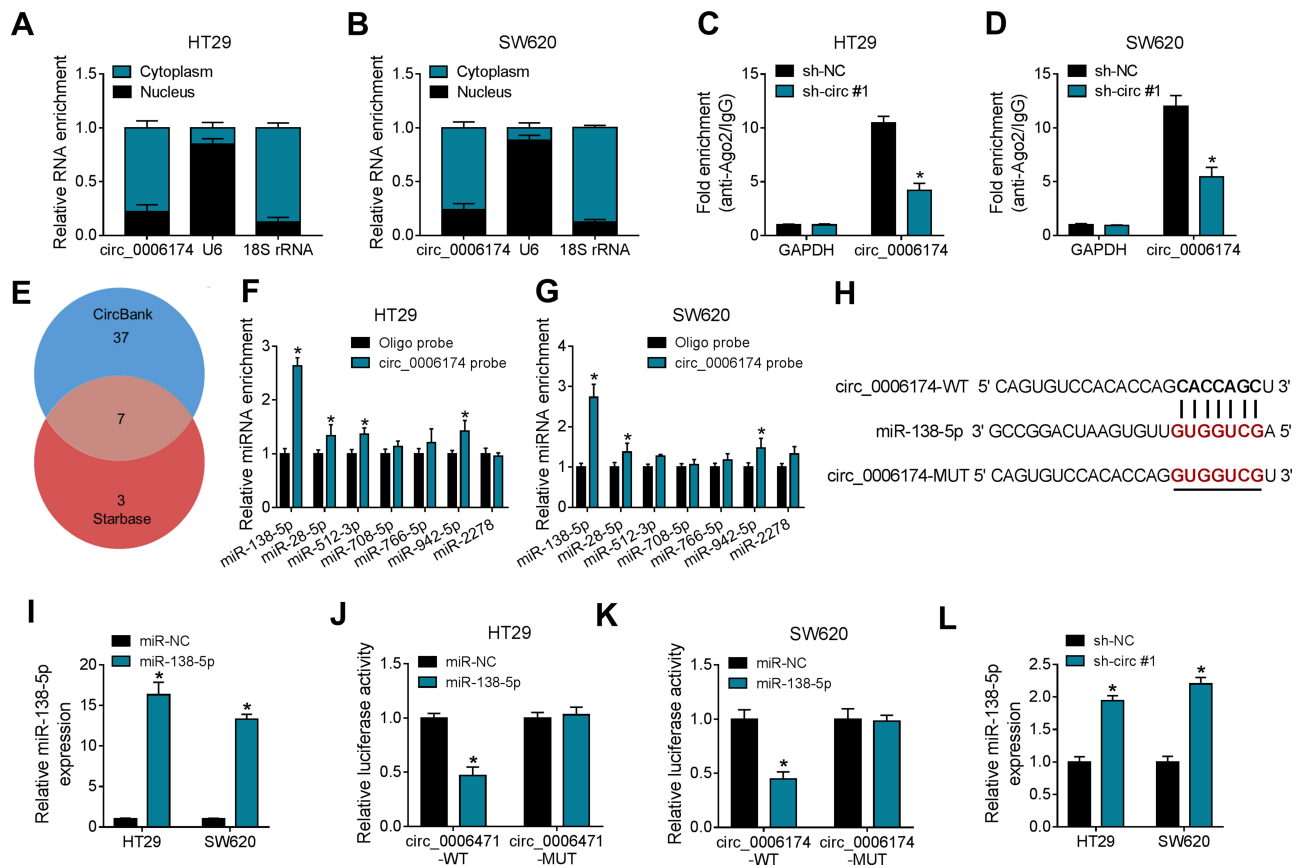 A
HT29
Relative RNA enrichment
1.5
1.0
0.5
0.0
Cytoplasm
Nucleus
circ_0006174
U6
18S rRNA
B
SW620
Relative RNA enrichment
1.5
1.0
0.5
0.0
Cytoplasm
Nucleus
circ_0006174
U6
18S rRNA
C
HT29
Fold enrichment
(anti-Ago2/IgG)
15
10
5
0
sh-NC
sh-circ #1
*
GAPDH
circ_0006174
D
SW620
Fold enrichment
(anti-Ago2/IgG)
15
10
5
0
sh-NC
sh-circ #1
*
GAPDH
circ_0006174
E
CircBank
37
7
3
Starbase
F
HT29
Relative miRNA enrichment
3
2
1
0
Oligo probe
circ_0006174 probe
*
*
*
*
miR-138-5p
miR-28-5p
miR-512-3p
miR-708-5p
miR-766-5p
miR-942-5p
miR-2278
G
SW620
Relative miRNA enrichment
4
3
2
1
0
Oligo probe
circ_0006174 probe
*
*
*
miR-138-5p
miR-28-5p
miR-512-3p
miR-708-5p
miR-766-5p
miR-942-5p
miR-2278
H
circ_0006174-WT 5' CAGUGUCCACACCAGCACCAGCU 3'
miR-138-5p 3' GCCGGACUAAGUGUUGUGGUCGA 5'
circ_0006174-MUT 5' CAGUGUCCACACCAGGUGGUCGU 3'
I
Relative miR-138-5p
expression
20
15
10
5
0
miR-NC
miR-138-5p
*
*
HT29
SW620
J
HT29
Relative luciferase activity
1.5
1.0
0.5
0.0
miR-NC
miR-138-5p
*
circ_0006471
-WT
circ_0006471
-MUT
K
SW620
Relative luciferase activity
1.5
1.0
0.5
0.0
miR-NC
miR-138-5p
*
circ_0006174
-WT
circ_0006174
-MUT
L
Relative miR-138-5p
expression
2.5
2.0
1.5
1.0
0.5
0.0
sh-NC
sh-circ #1
*
*
HT29
SW620